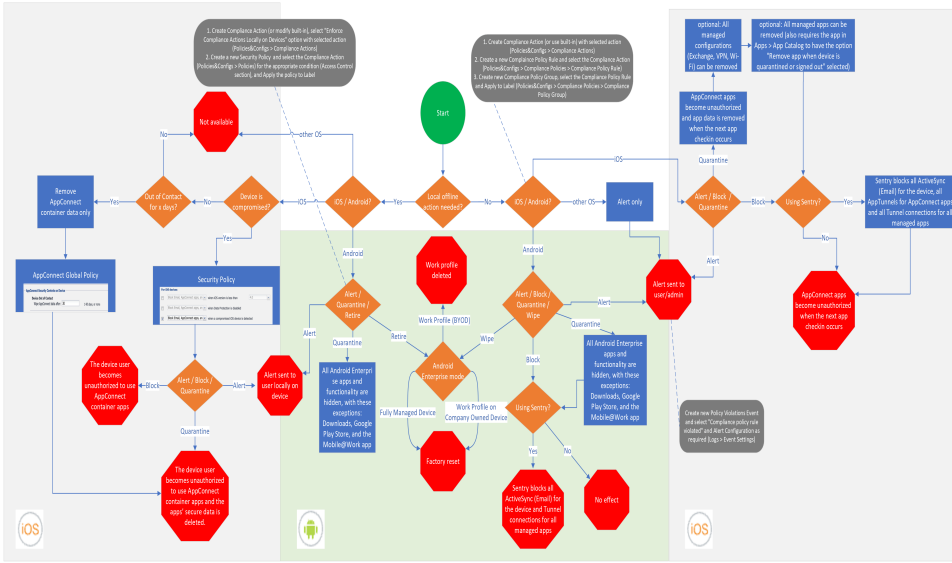 1. Create Compliance Action (or modify built-in), select "Enforce
Compliance Actions Locally on Devices" option with selected action
(Policies&Configs > Compliance Actions)
2. Create a new Security Policy and select the Compliance Action
(Policies&Configs > Policies) for the appropriate condition (Access Control
section), and Apply the policy to Label
1. Create Compliance Action (or use built-in) with selected action
(Policies&Configs > Compliance Actions)
2. Create a new Complaince Policy Rule and select the Compliance Action
(Policies&Configs > Compliance Policies > Compliance Policy Rule)
3. Create new Compliance Policy Group, select the Compliance Policy Rule
and Apply to Label (Policies&Configs > Compliance Policies > Compliance
Policy Group)
optional: All
managed
configurations
(Exchange, VPN, Wi-
Fi) can be removed
optional: All managed apps can be
removed (also requires the app in
Apps > App Catalog to have the option
"Remove app when device is
quarantined or signed out" selected)
Not available
Start
AppConnect apps
become unauthorized
and app data is removed
when the next app
checkin occurs
No
other OS
iOS
Quarantine
Remove
AppConnect
container data only
Yes
Out of Contact
for x days?
No
Device is
compromised?
iOS
iOS / Android?
Yes
Local offline
action needed?
No
iOS / Android?
other OS
Alert only
Alert / Block /
Quarantine
Block
Using Sentry?
Yes
Sentry blocks all
ActiveSync
(Email) for the device, all
AppTunnels for AppConnect apps
and all Tunnel connections for all
managed apps
Yes
Android
Android
No
Alert
AppConnect Global Policy
Security Policy
Work profile
deleted
Alert sent to
user/admin
AppConnect apps
become unauthorized
when the next app
checkin occurs
Alert /
Quarantine /
Retire
Alert / Block /
Quarantine /
Wipe
Alert
Work Profile (BYOD)
Quarantine
Alert
Retire
Wipe
Quarantine
Block
All Android Enterpri
se apps and
functionality are
hidden, with these
exceptions:
Downloads, Google
Play Store, and the
Mobile@Work app
Android
Enterprise mode
All Android Enterprise
apps and
functionality are
hidden, with these
exceptions:
Downloads, Google
Play Store, and the
Mobile@Work app
The device user
becomes
unauthorized to use
AppConnect
container apps
Block
Alert / Block /
Quarantine
Alert
Alert sent to
user locally on
device
Fully Managed Device
Work Profile on
Company Owned Device
Using Sentry?
Create new Policy Violations Event
and select "Compliance policy rule
violated" and Alert Configuration as
required (Logs > Event Settings)
Quarantine
Yes
No
The device user
becomes unauthorized
to use AppConnect
container apps and the
apps' secure data is
deleted.
Factory reset
Sentry blocks all
ActiveSync (Email) for
the device and Tunnel
connections for all
managed apps
No effect
iOS
iOS